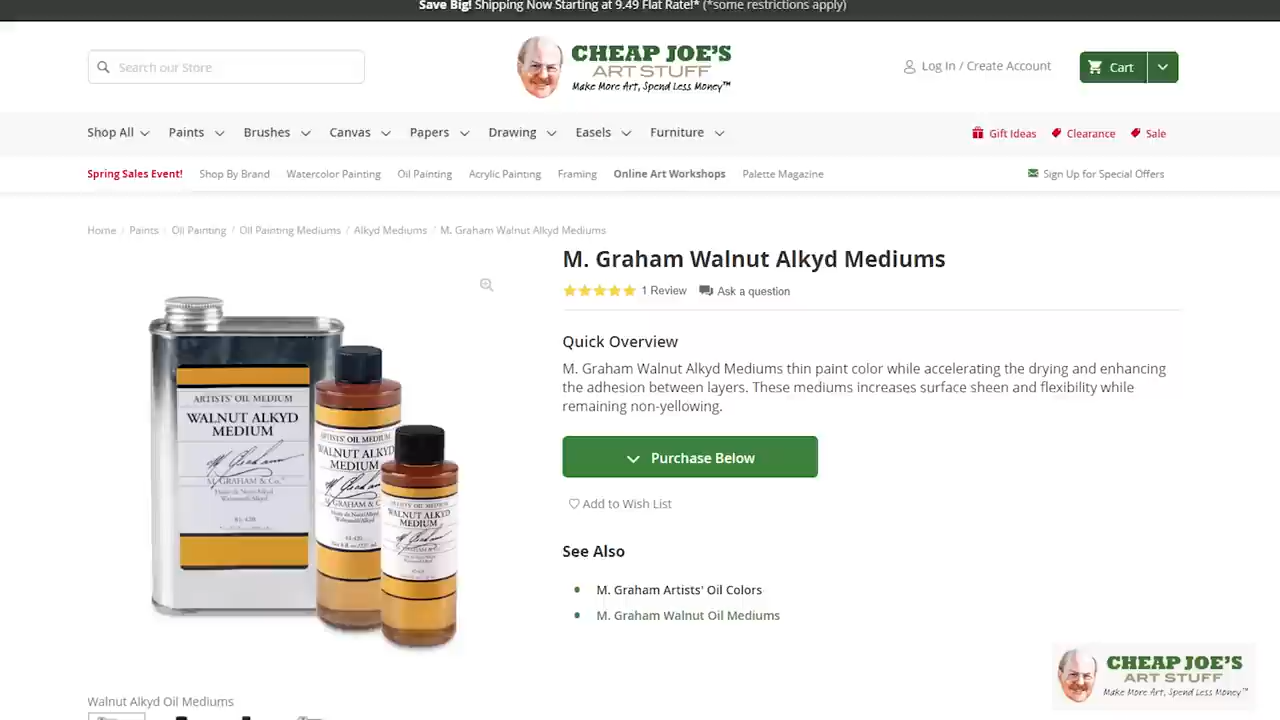 Save Big! Shipping Now Starting at 9.49 Flat Rate!* (*some restrictions apply)
Search our Store
CHEAP JOE'S
ART STUFF
Make More Art, Spend Less Money™
Log In / Create Account
Cart
Shop All Paints Brushes Canvas Papers Drawing Easels Furniture Gift Ideas Clearance Sale
Spring Sales Event! Shop By Brand Watercolor Painting Oil Painting Acrylic Painting Framing Online Art Workshops Palette Magazine Sign Up for Special Offers
Home / Paints / Oil Painting / Oil Painting Mediums / Alkyd Mediums / M. Graham Walnut Alkyd Mediums
M. Graham Walnut Alkyd Mediums
1 Review Ask a question
Quick Overview
M. Graham Walnut Alkyd Mediums thin paint color while accelerating the drying and enhancing
the adhesion between layers. These mediums increases surface sheen and flexibility while
remaining non-yellowing.
Purchase Below
Add to Wish List
See Also
M. Graham Artists' Oil Colors
M. Graham Walnut Oil Mediums
ARTISTS' OIL MEDIUM
WALNUT ALKYD
MEDIUM
M. GRAHAM & Co.
ARTISTS' OIL MEDIUM
WALNUT ALKYD
MEDIUM
ARTISTS' OIL MEDIUM
WALNUT ALKYD
MEDIUM
Walnut Alkyd Oil Mediums
CHEAP JOE'S
ART STUFF
Make More Art, Spend Less Money™